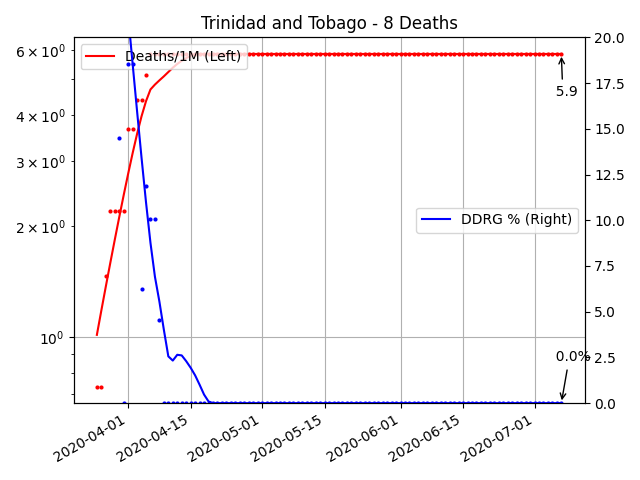 Trinidad and Tobago - 8 Deaths
Deaths/1M (Left)
DDRG % (Right)
5.9
0.0%
6 × 10⁰
4 × 10⁰
3 × 10⁰
2 × 10⁰
10⁰
20.0
17.5
15.0
12.5
10.0
7.5
5.0
2.5
0.0
2020-04-01
2020-04-15
2020-05-01
2020-05-15
2020-06-01
2020-06-15
2020-07-01